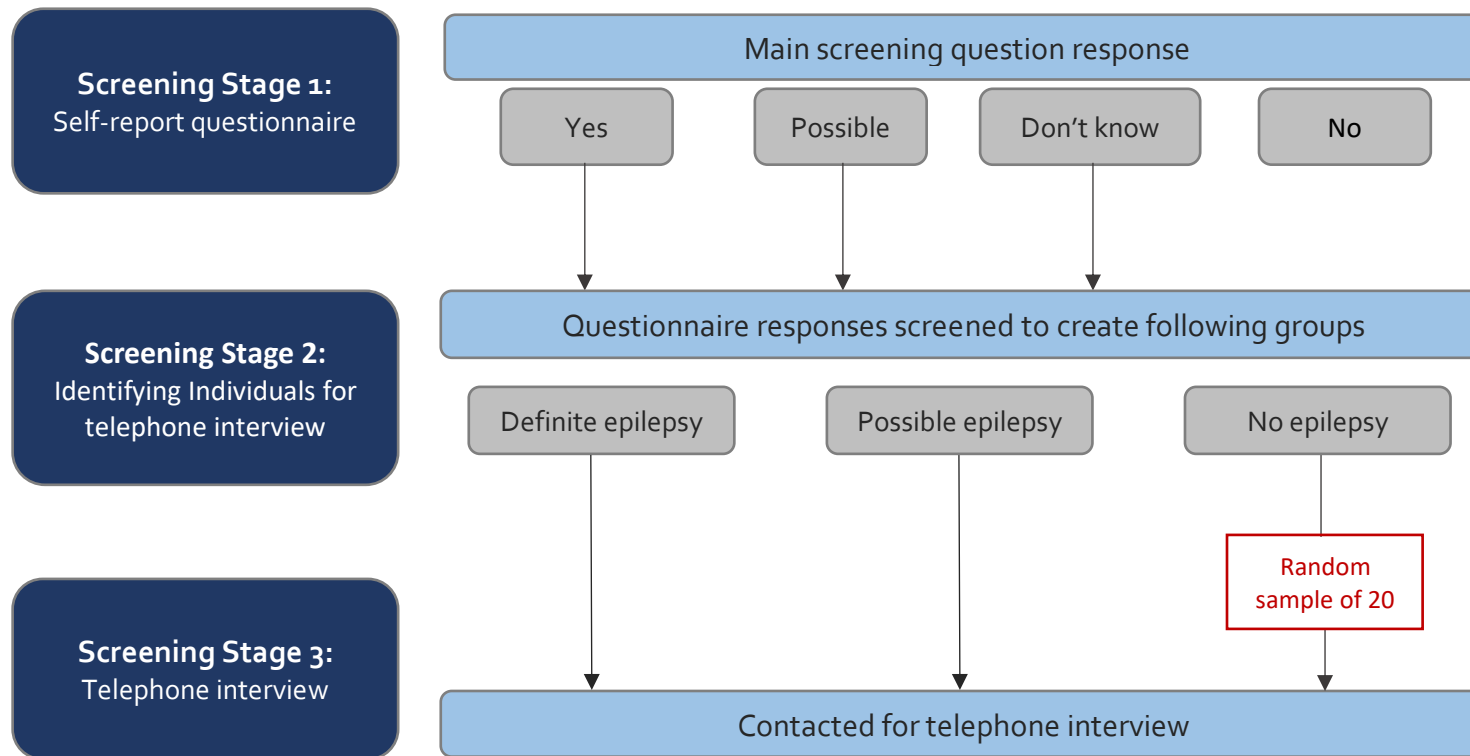 Screening Stage 1:
Self-report questionnaire
Main screening question response
Yes
Possible
Don't know
No
Screening Stage 2:
Identifying Individuals for
telephone interview
Questionnaire responses screened to create following groups
Definite epilepsy
Possible epilepsy
No epilepsy
Random
sample of 20
Screening Stage 3:
Telephone interview
Contacted for telephone interview